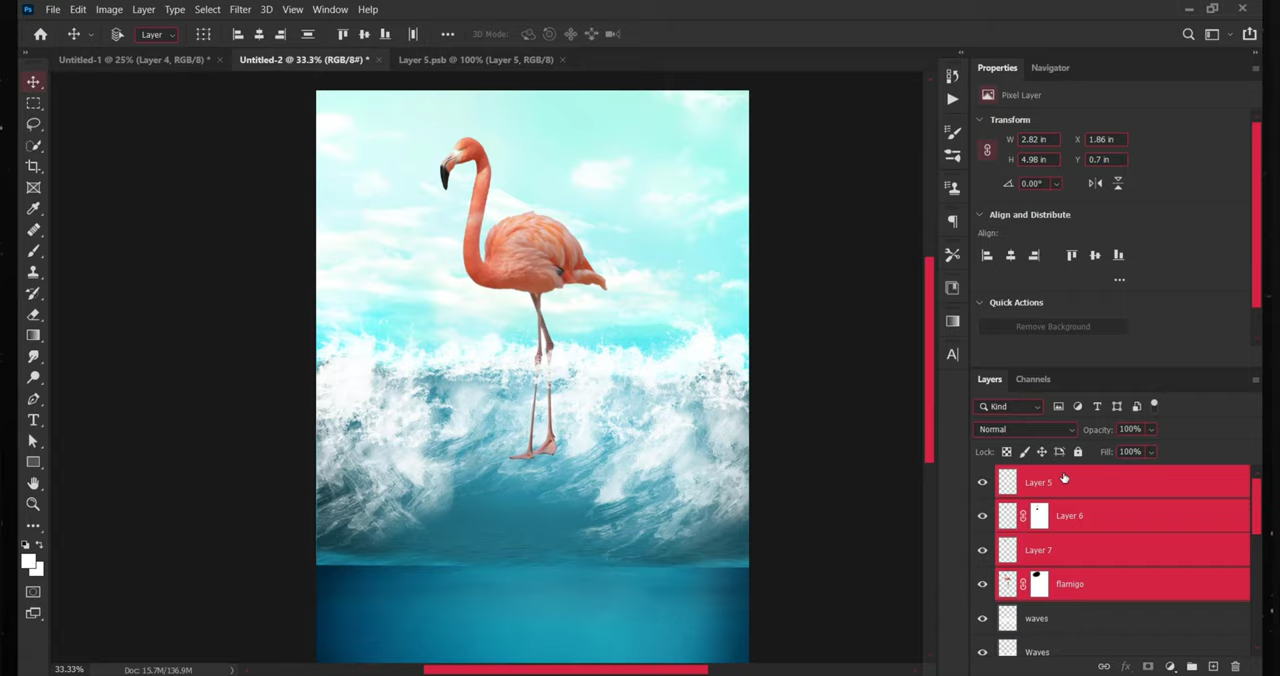 Ps File Edit Image Layer Type Select Filter 3D View Window Help
Layer 3D Mode:
Untitled-1 @ 25% (Layer 4, RGB/8) * × Untitled-2 @ 33.3% (RGB/8#) * × Layer 5.psb @ 100% (Layer 5, RGB/8) ×
Properties Navigator
Pixel Layer
Transform
W 2.82 in X 1.86 in
H 4.98 in Y 0.7 in
0.00°
Align and Distribute
Align:
Quick Actions
Remove Background
Layers Channels
Kind
Normal Opacity: 100%
Lock: Fill: 100%
Layer 5
Layer 6
Layer 7
flamigo
waves
Waves
fx
33.33% Doc: 15.7M/136.9M